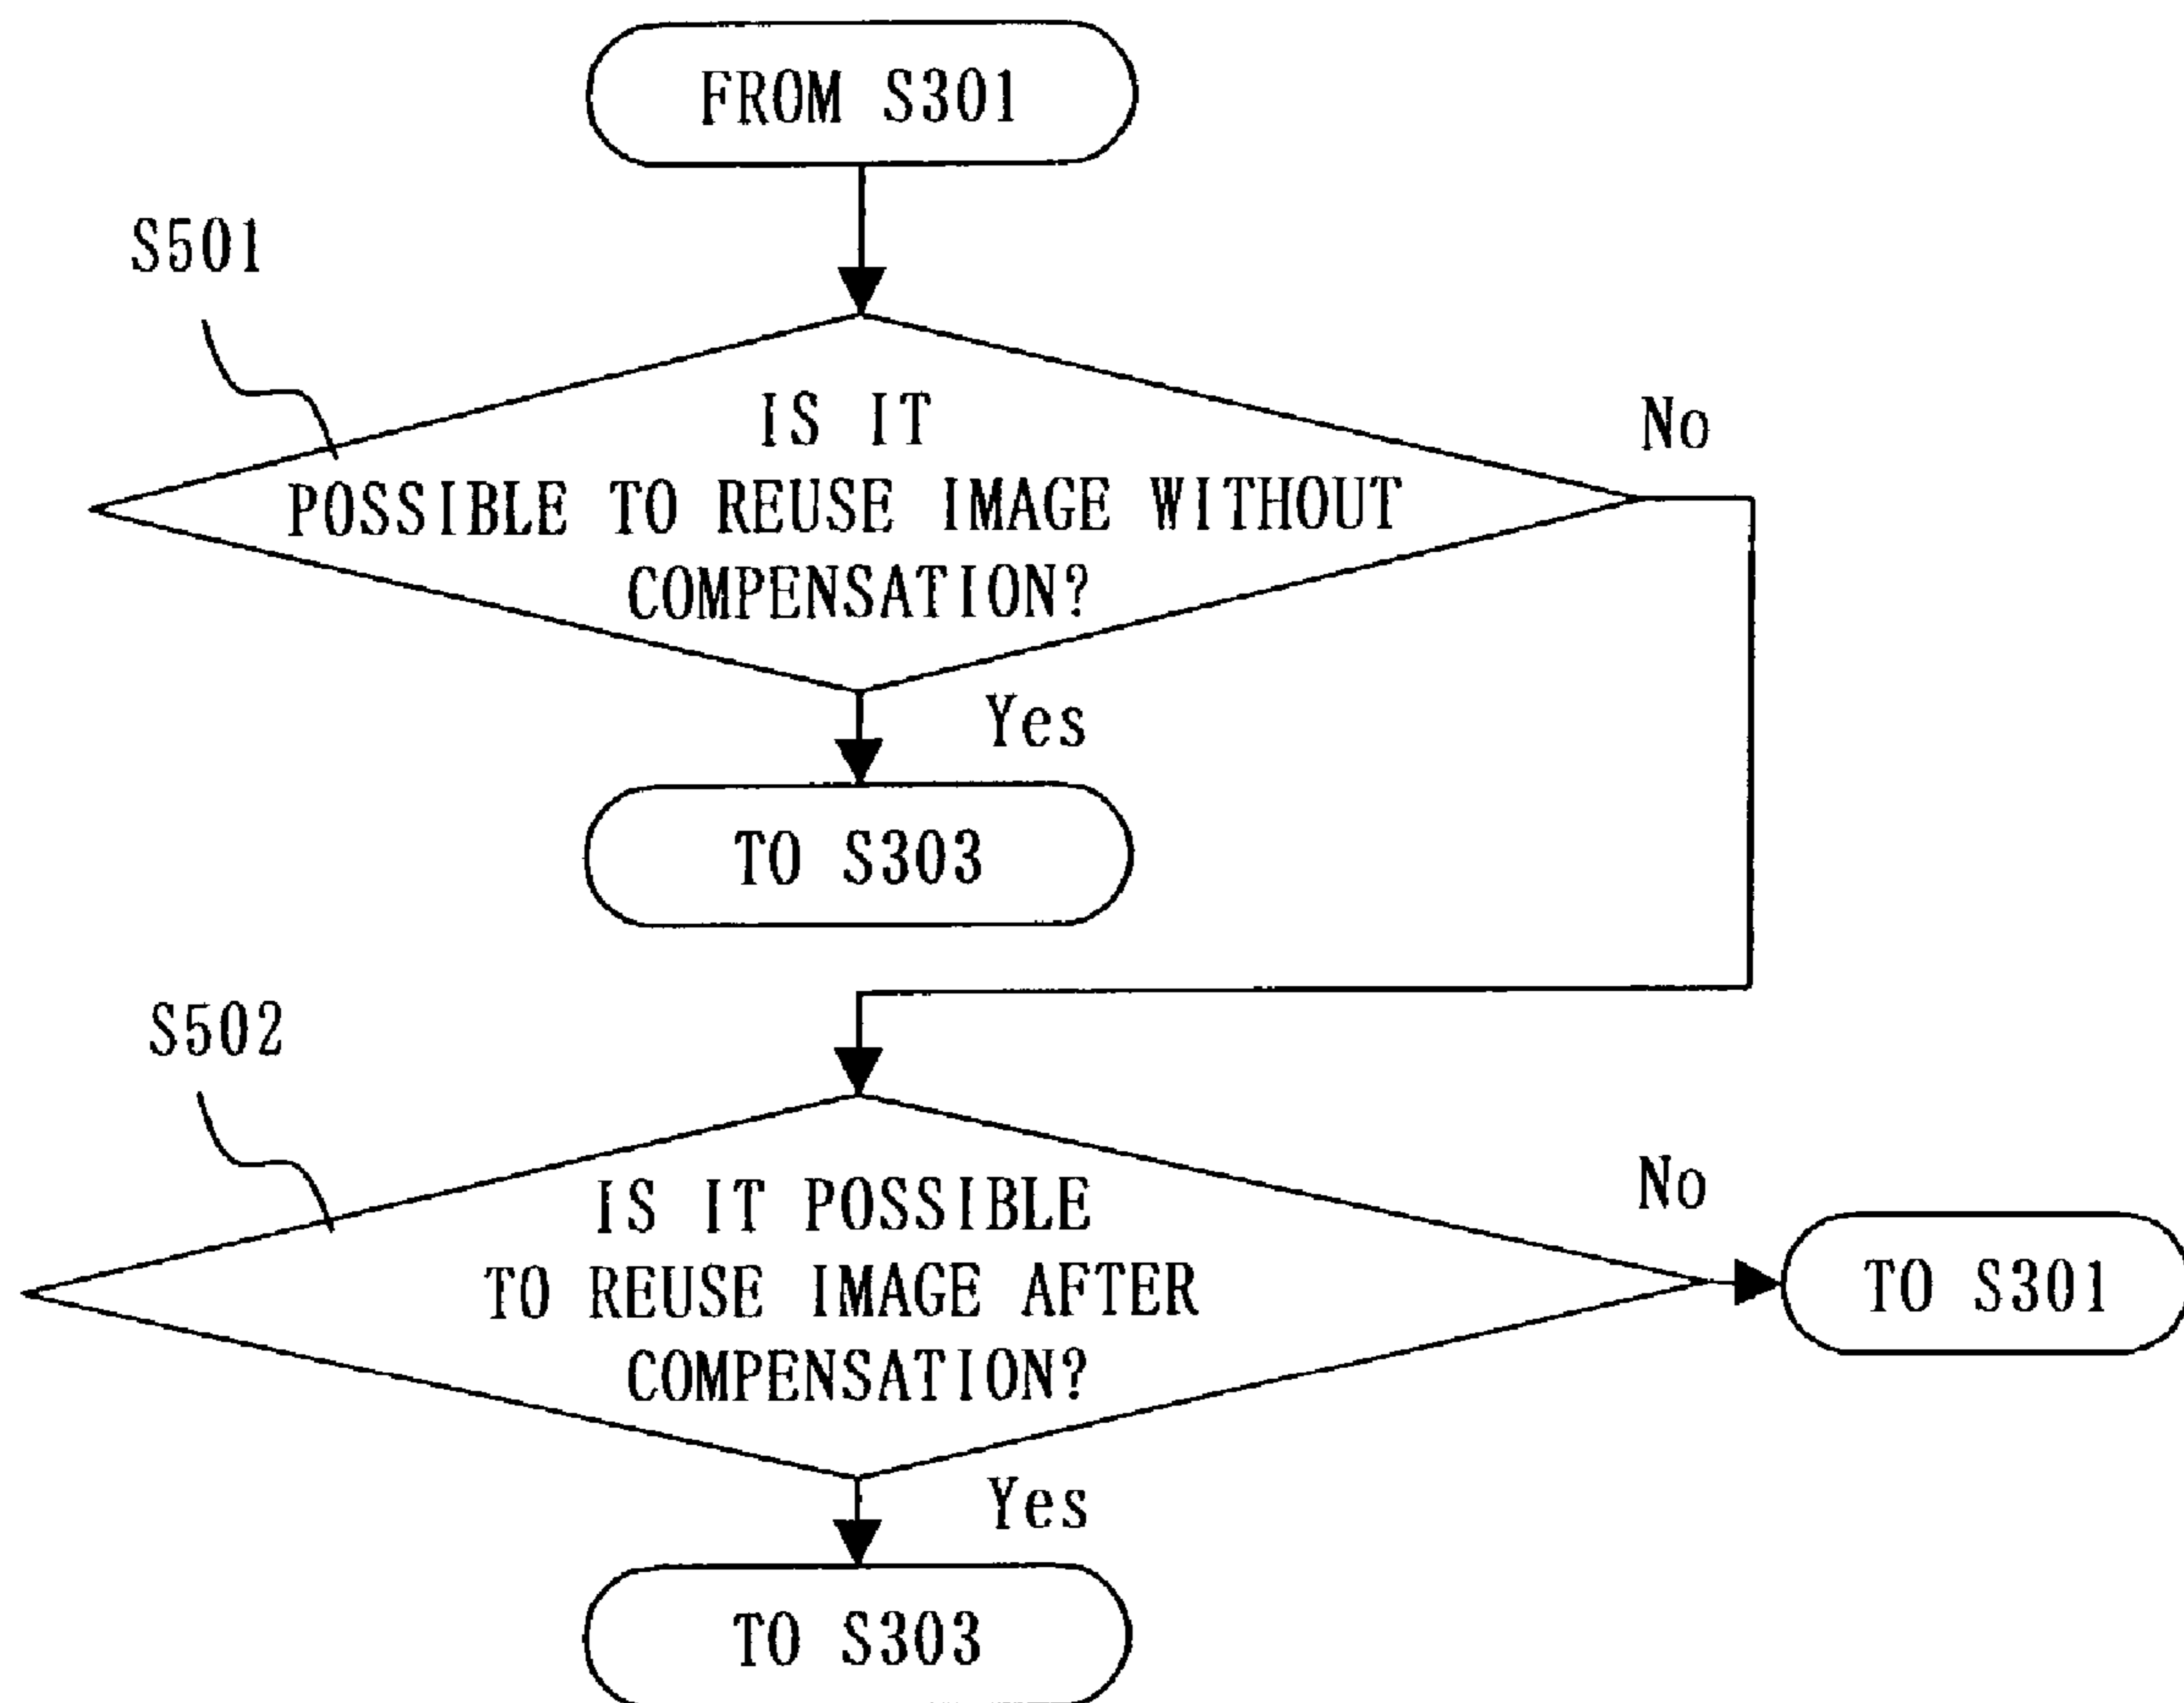 FROM S301
S501
IS IT
POSSIBLE TO REUSE IMAGE WITHOUT
COMPENSATION?
No
Yes
TO S303
S502
IS IT POSSIBLE
TO REUSE IMAGE AFTER
COMPENSATION?
No
TO S301
Yes
TO S303